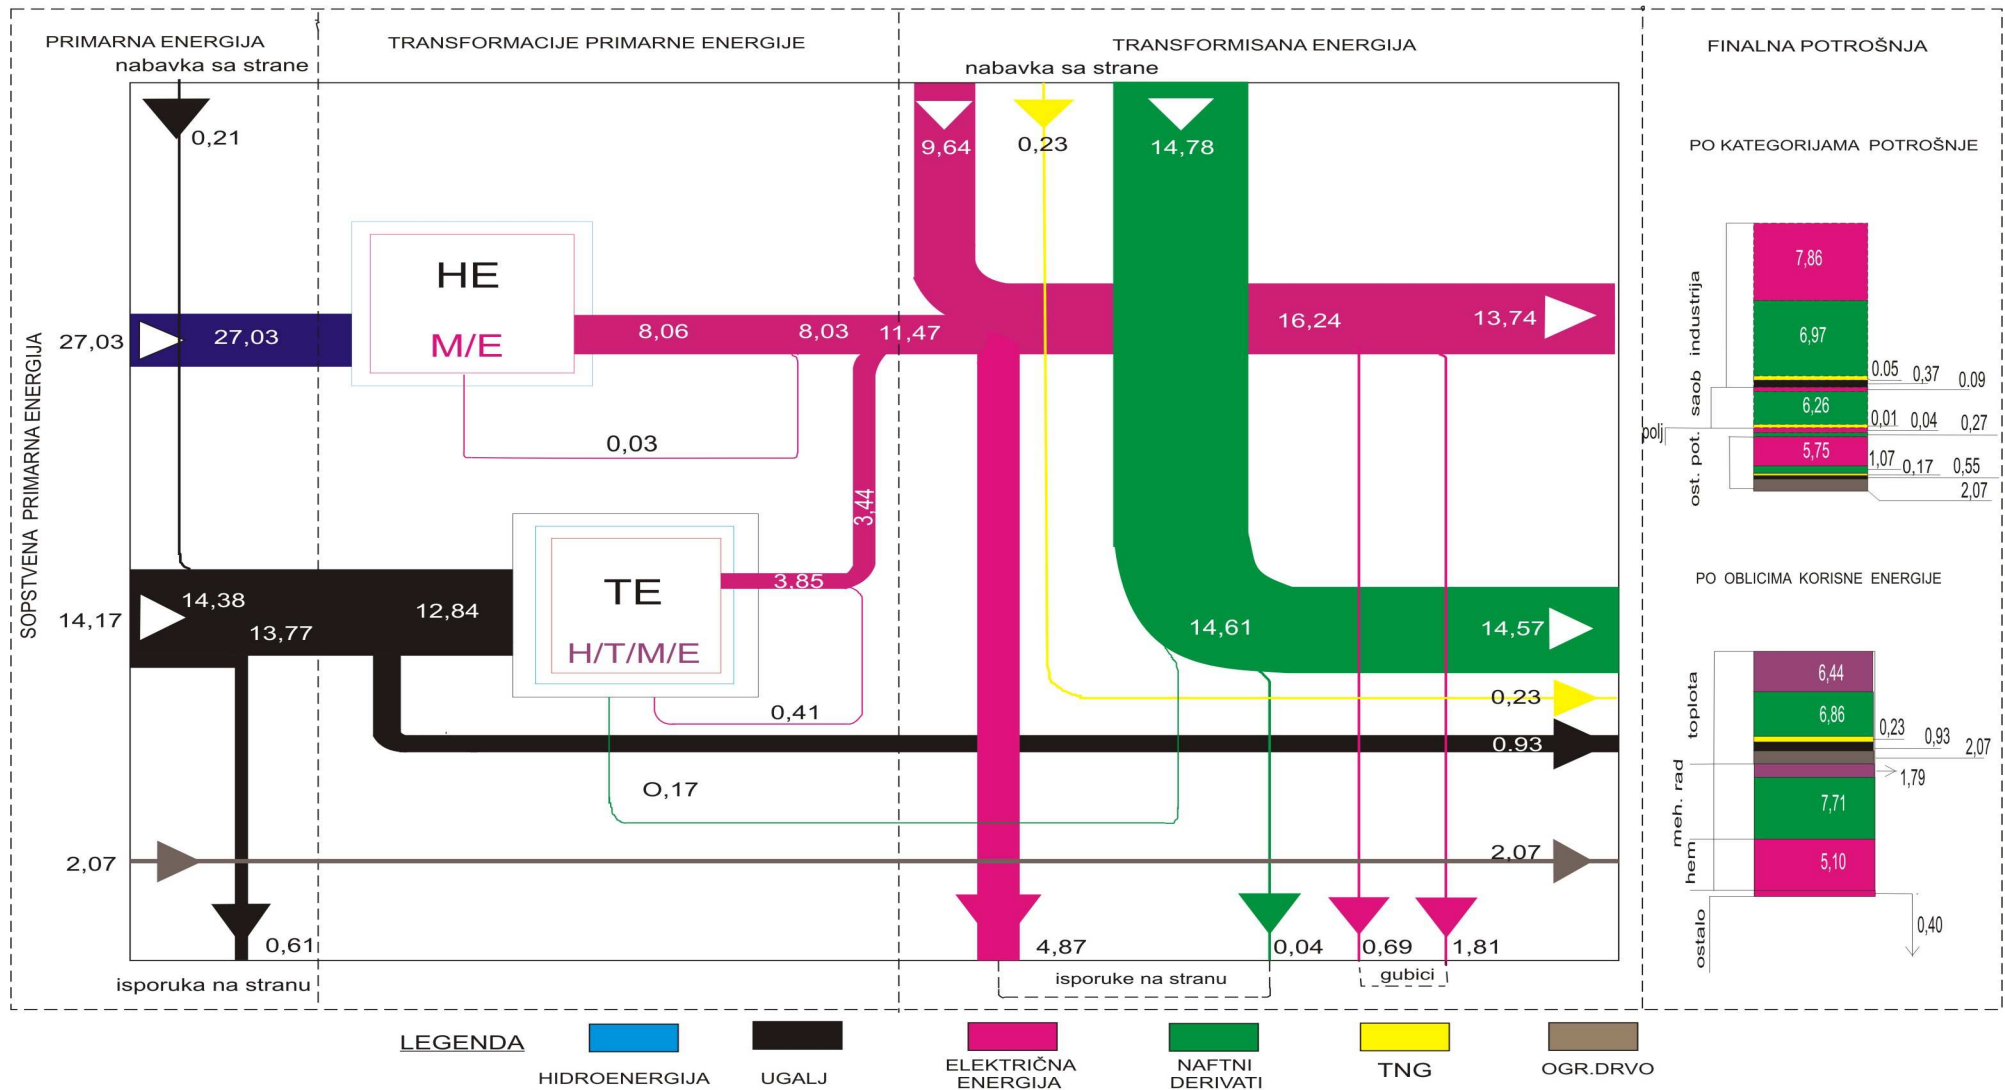 PRIMARNA ENERGIJA
TRANSFORMACIJE PRIMARNE ENERGIJE
TRANSFORMISANA ENERGIJA
FINALNA POTROŠNJA
nabavka sa strane
nabavka sa strane
0,21
9,64
0,23
14,78
SOPSTVENA PRIMARNA ENERGIJA
27,03
27,03
HE
M/E
8,06
8,03
11,47
16,24
13,74
0,03
3,44
14,17
14,38
13,77
12,84
TE
H/T/M/E
3,85
14,61
14,57
0,41
0,23
0.93
O,17
2,07
2,07
0,61
4,87
0,04
0,69
1,81
isporuka na stranu
isporuke na stranu
gubici
PO KATEGORIJAMA POTROŠNJE
industrija
saob
polj
ost. pot.
7,86
6,97
0.05
0,37
0.09
6,26
0,01
0,04
0,27
5,75
1,07
0,17
0,55
2,07
PO OBLICIMA KORISNE ENERGIJE
toplota
meh. rad
hem
ostalo
6,44
6,86
0,23
0,93
2,07
1,79
7,71
5,10
0,40
LEGENDA
HIDROENERGIJA
UGALJ
ELEKTRIČNA
ENERGIJA
NAFTNI
DERIVATI
TNG
OGR.DRVO